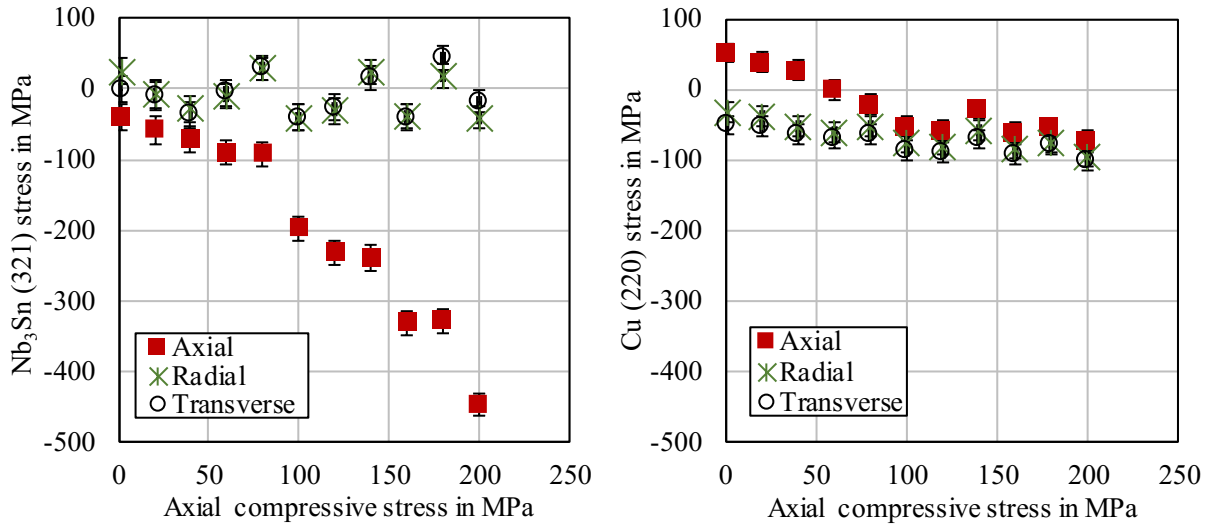 100
0
-100
-200
-300
-400
-500
Nb₃Sn (321) stress in MPa
Axial
Radial
Transverse
0 50 100 150 200 250
Axial compressive stress in MPa
100
0
-100
-200
-300
-400
-500
Cu (220) stress in MPa
Axial
Radial
Transverse
0 50 100 150 200 250
Axial compressive stress in MPa